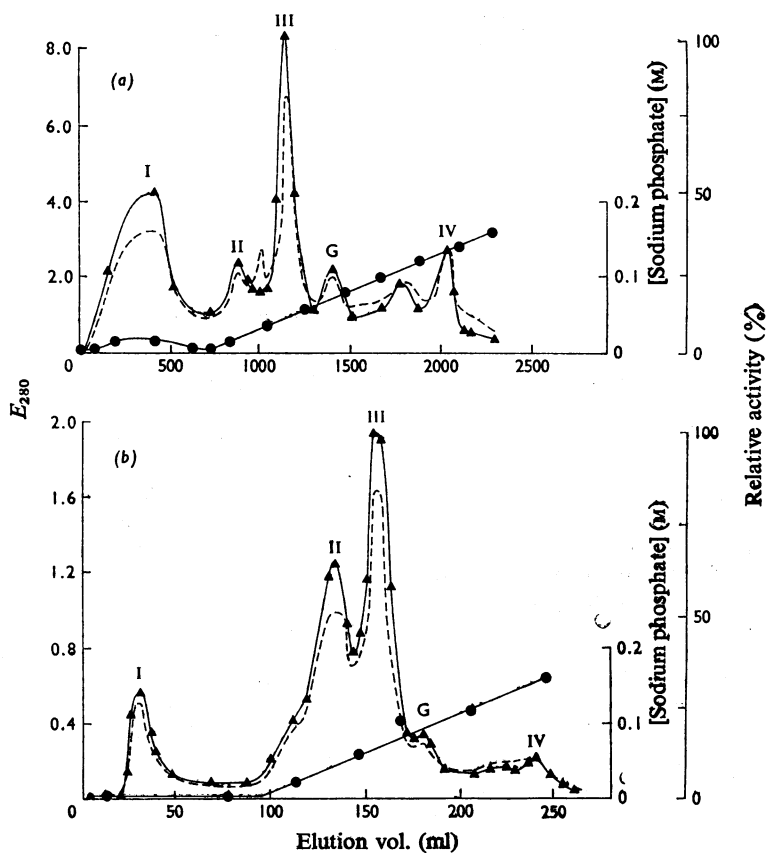 III
8.0
100
(a)
6.0
I
4.0
0.2
50
II
G
IV
2.0
0.1
0
0
0
500
1000
1500
2000
2500
[Sodium phosphate] (M)
E280
Relative activity (%)
2.0
III
100
(b)
1.6
II
1.2
50
0.8
0.2
I
G
0.4
0.1
IV
0
0
0
50
100
150
200
250
[Sodium phosphate] (M)
Elution vol. (ml)